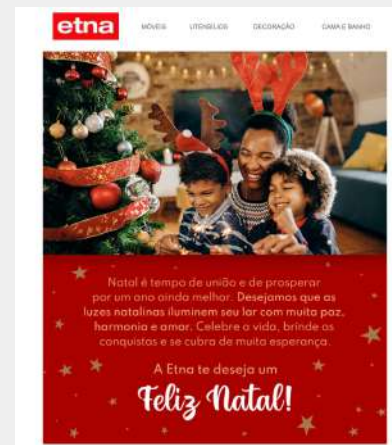 etna
MÓVEIS UTENSÍLIOS DECORAÇÃO CAMA E BANHO
Natal é tempo de união e de prosperar
por um ano ainda melhor. Desejamos que as
luzes natalinas iluminem seu lar com muita paz,
harmonia e amor. Celebre a vida, brinde as
conquistas e se cubra de muita esperança.
A Etna te deseja um
Feliz Natal!